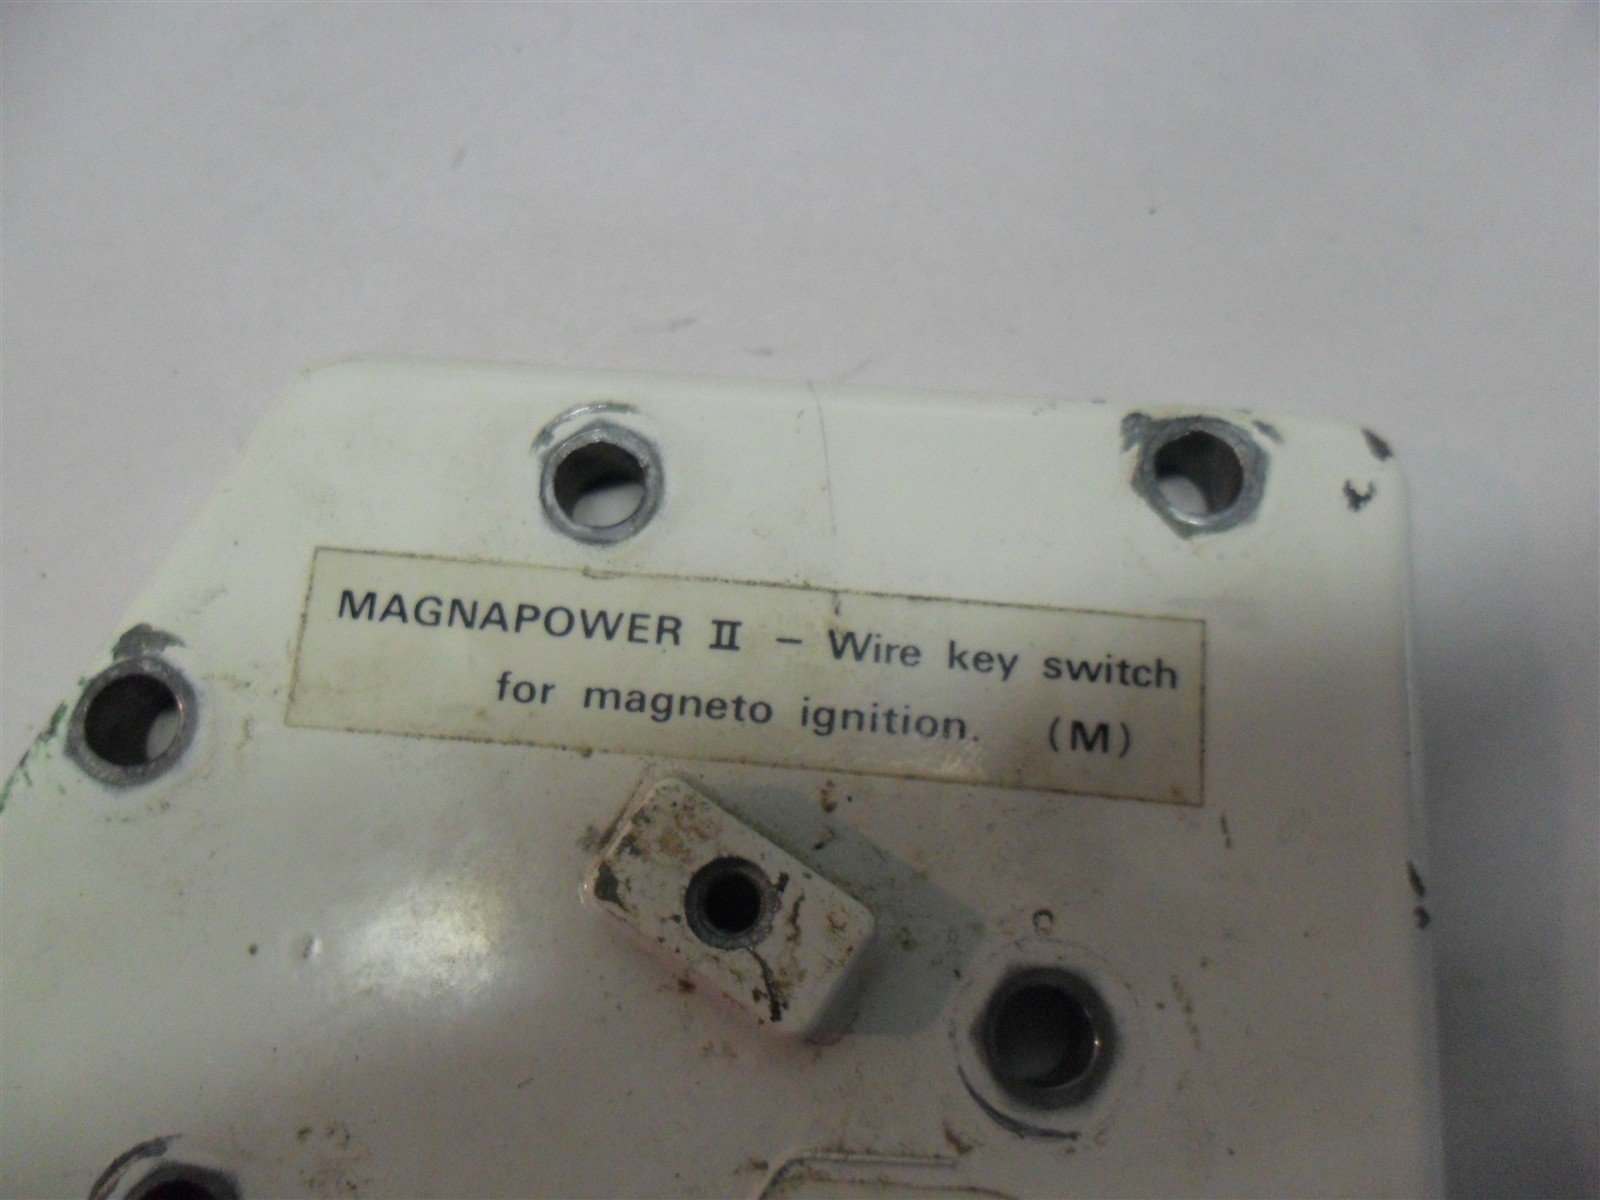 MAGNAPOWER II – Wire key switch
for magneto ignition. (M)